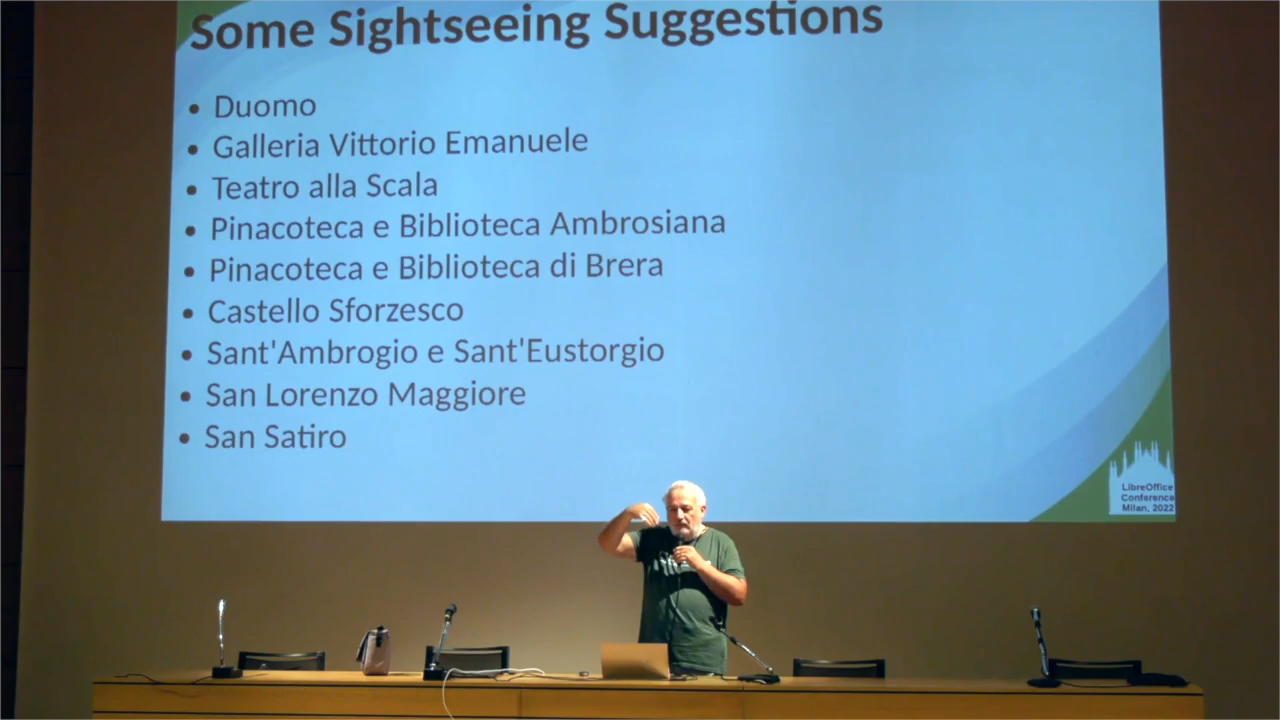 Some Sightseeing Suggestions
• Duomo
• Galleria Vittorio Emanuele
• Teatro alla Scala
• Pinacoteca e Biblioteca Ambrosiana
• Pinacoteca e Biblioteca di Brera
• Castello Sforzesco
• Sant'Ambrogio e Sant'Eustorgio
• San Lorenzo Maggiore
• San Satiro
LibreOffice
Conference
Milan, 2022